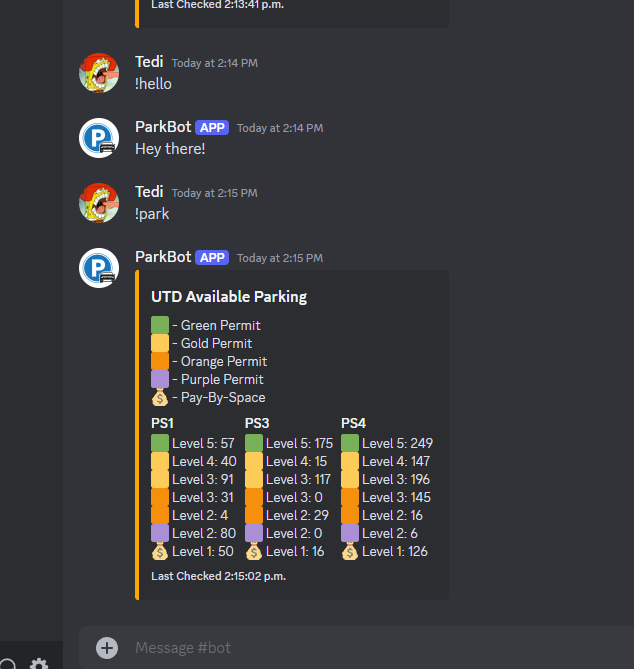 Last Checked 2:13:41 p.m.
Tedi Today at 2:14 PM
!hello
ParkBot APP Today at 2:14 PM
Hey there!
Tedi Today at 2:15 PM
!park
ParkBot APP Today at 2:15 PM
UTD Available Parking
- Green Permit
- Gold Permit
- Orange Permit
- Purple Permit
- Pay-By-Space
PS1 PS3 PS4
Level 5: 57 Level 5: 175 Level 5: 249
Level 4: 40 Level 4: 15 Level 4: 147
Level 3: 91 Level 3: 117 Level 3: 196
Level 3: 31 Level 3: 0 Level 3: 145
Level 2: 4 Level 2: 29 Level 2: 16
Level 2: 80 Level 2: 0 Level 2: 6
Level 1: 50 Level 1: 16 Level 1: 126
Last Checked 2:15:02 p.m.
Message #bot